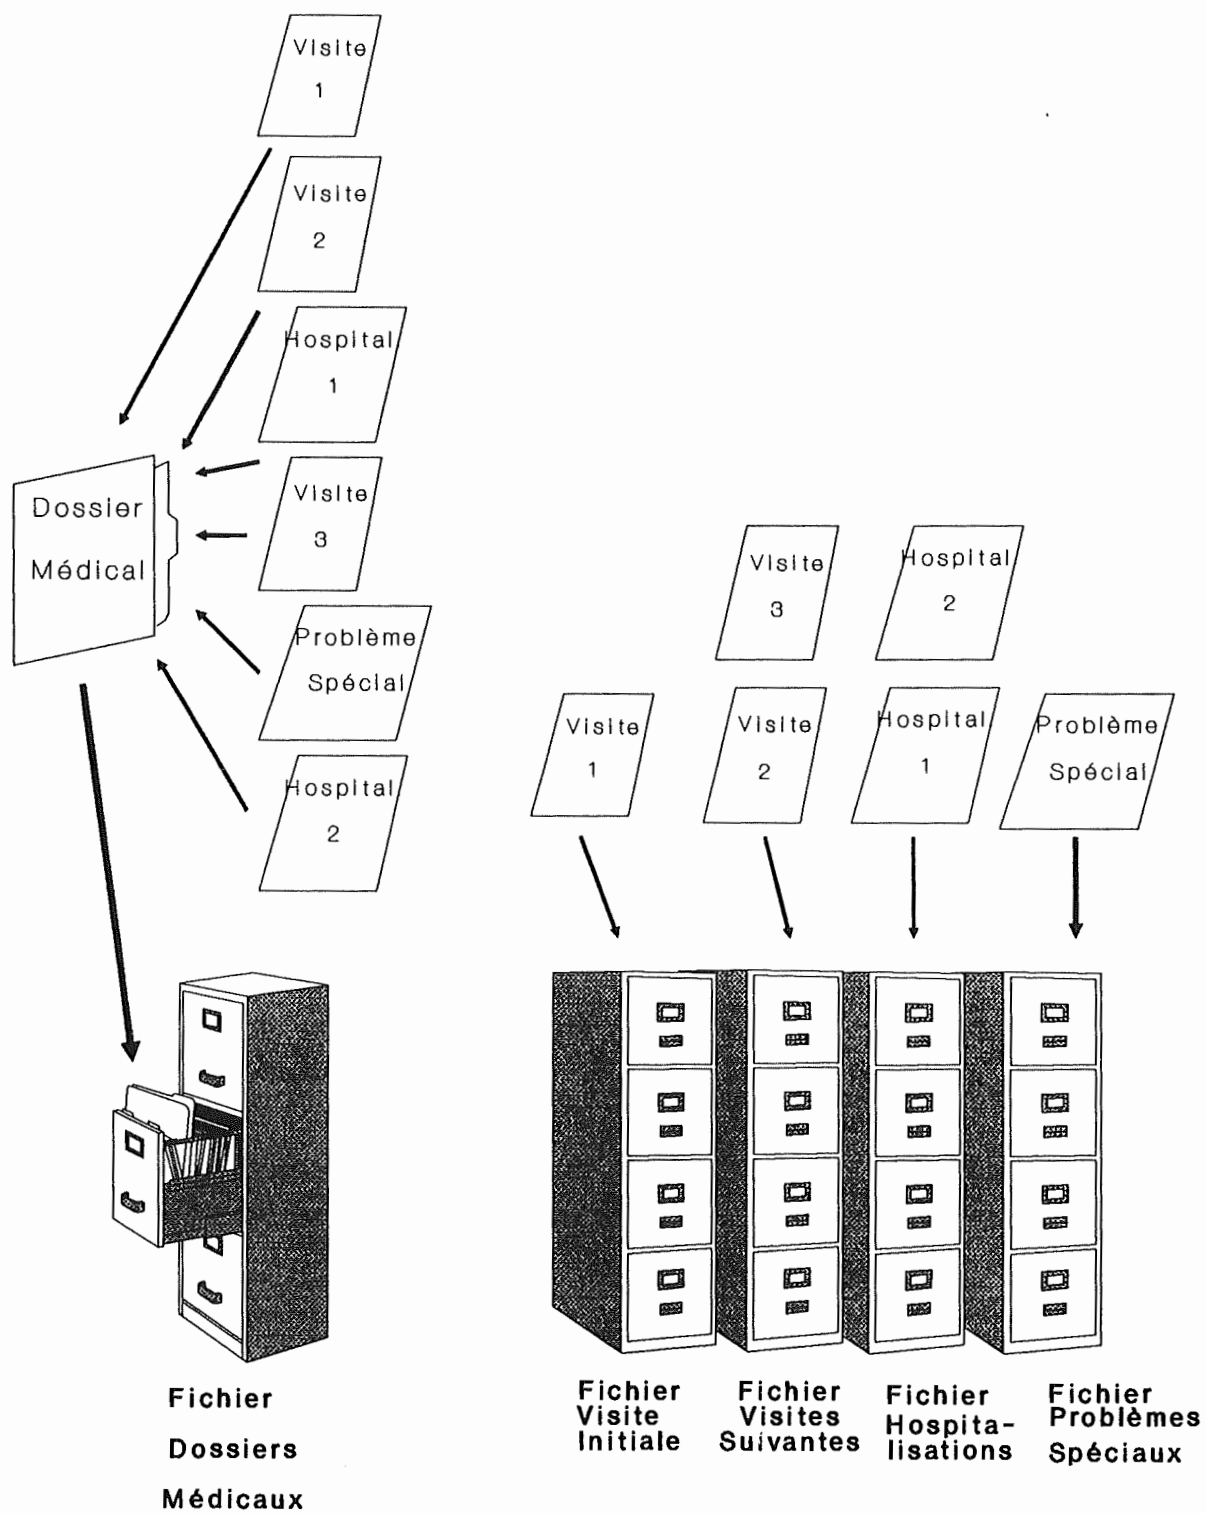 Visite
1
Visite
2
Hospital
1
Visite
3
Problème
Spécial
Hospital
2
Dossier
Médical
Visite
3
Hospital
2
Visite
1
Visite
2
Hospital
1
Problème
Spécial
Fichier
Dossiers
Médicaux
Fichier
Visite
Initiale
Fichier
Visites
Suivantes
Fichier
Hospita-
lisations
Fichier
Problèmes
Spéciaux